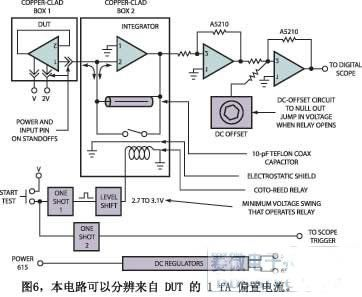 COPPER-CLAD
BOX 1
COPPER-CLAD
BOX 2
DUT
INTEGRATOR
A5210
A5210
V
2V
TO DIGITAL
SCOPE
POWER AND
INPUT PIN
ON STANDOFFS
DC OFFSET
DC-OFFSET CIRCUIT
TO NULL OUT
JUMP IN VOLTAGE
WHEN RELAY OPENS
10-pF TEFLON COAX
CAPACITOR
ELECTROSTATIC SHIELD
COTO-REED RELAY
V
START
TEST
ONE
SHOT
1
LEVEL
SHIFT
2.7 TO 3.1V
MINIMUM VOLTAGE SWING
THAT OPERATES RELAY
ONE
SHOT 2
TO SCOPE
TRIGGER
POWER
615
DC REGULATORS
图6，本电路可以分辨来自 DUT 的 1 fA 偏置电流。